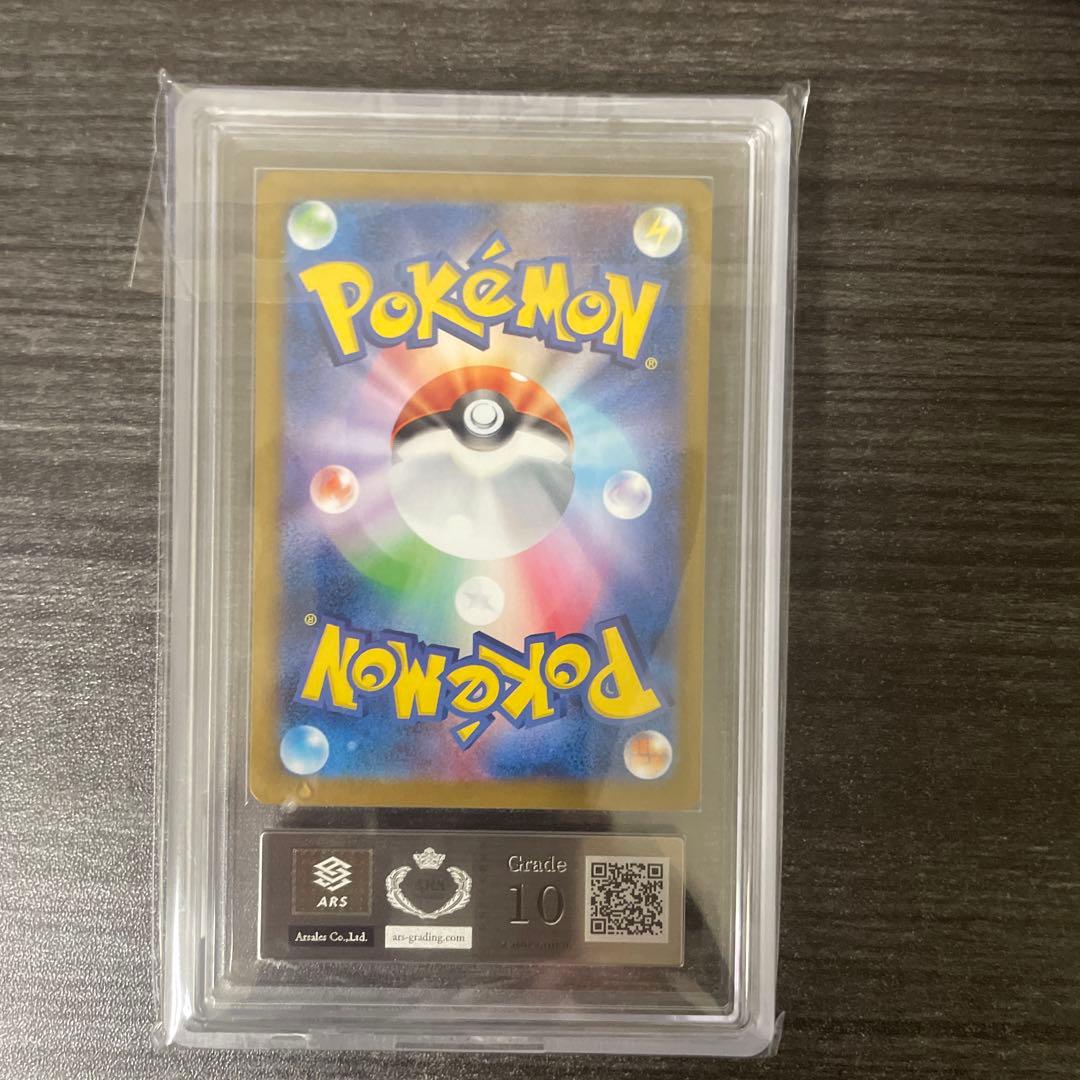 POKéMON
®
®
POKéMON
ARS
Arsales Co.,Ltd.
ars-grading.com
Grade
10